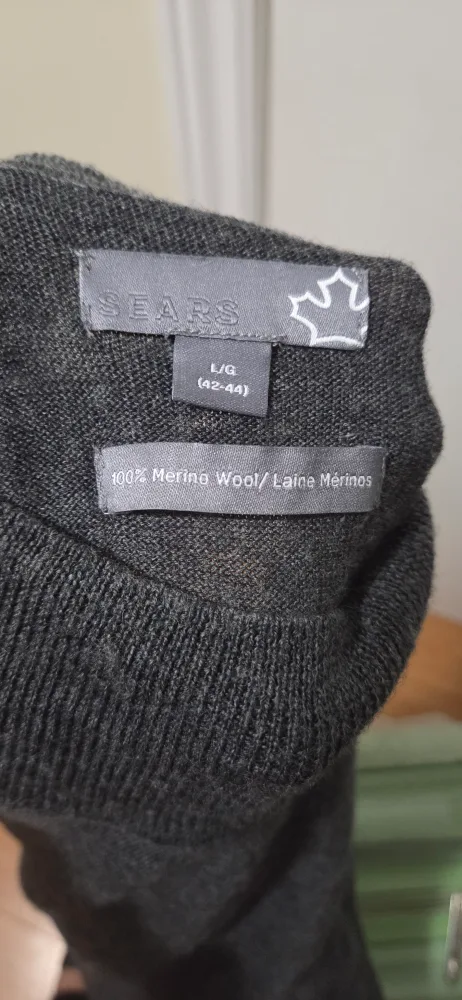 SEARS
L/G
(42-44)
100% Merino Wool/ Laine Mérinos